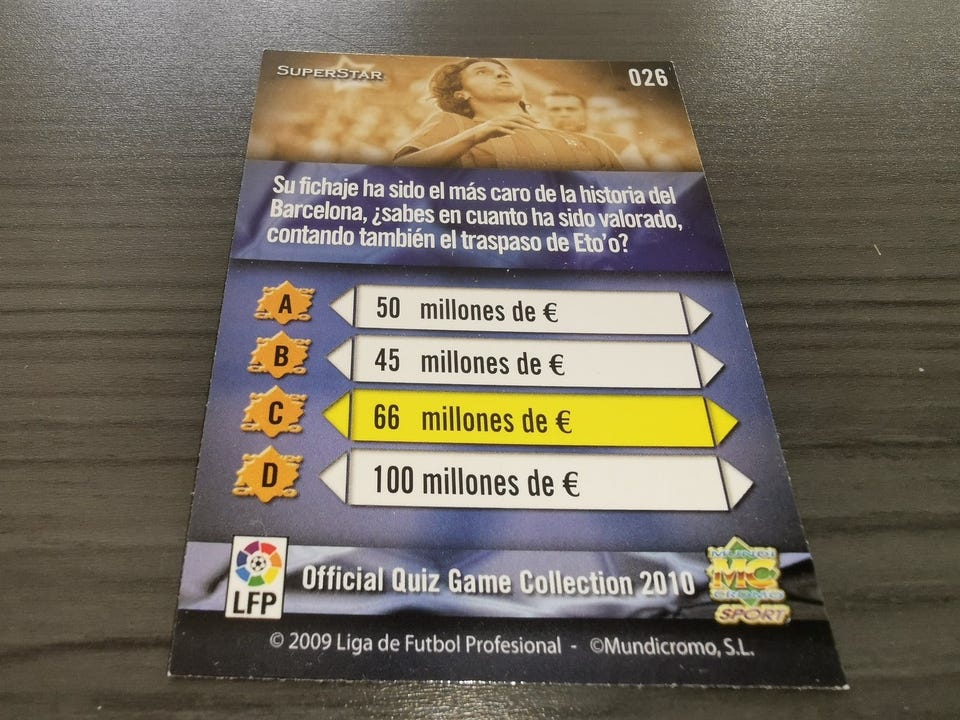 SUPERSTAR
026
Su fichaje ha sido el más caro de la historia del
Barcelona, ¿sabes en cuanto ha sido valorado,
contando también el traspaso de Eto'o?
A 50 millones de €
B 45 millones de €
C 66 millones de €
D 100 millones de €
LFP
Official Quiz Game Collection 2010
MUNDI
MC
CROMO
SPORT
© 2009 Liga de Futbol Profesional - ©Mundicromo, S.L.